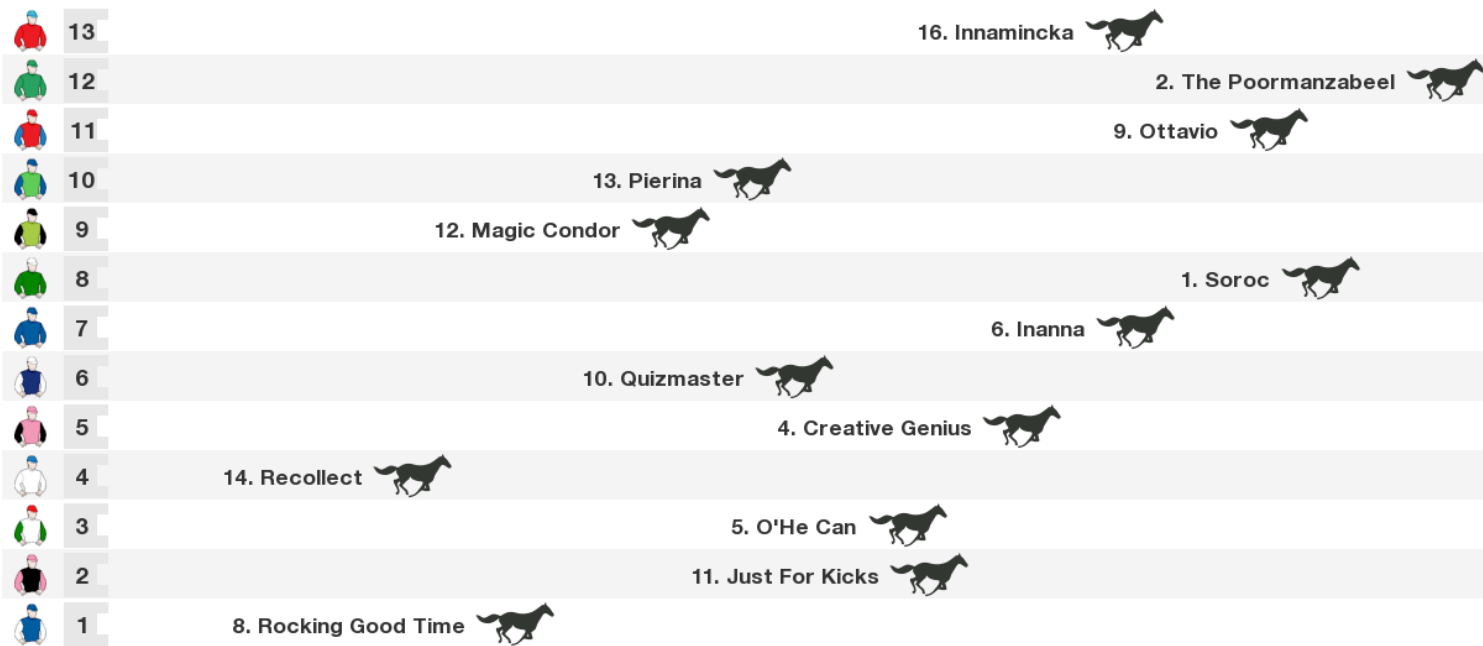 13 16. Innamincka
12 2. The Poormanzabeel
11 9. Ottavio
10 13. Pierina
9 12. Magic Condor
8 1. Soroc
7 6. Inanna
6 10. Quizmaster
5 4. Creative Genius
4 14. Recollect
3 5. O'He Can
2 11. Just For Kicks
1 8. Rocking Good Time